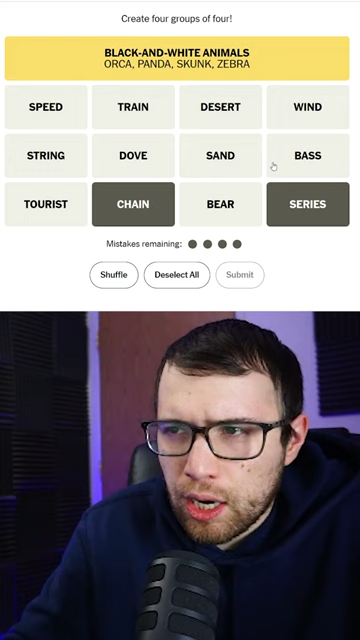 Create four groups of four!
BLACK-AND-WHITE ANIMALS
ORCA, PANDA, SKUNK, ZEBRA
SPEED TRAIN DESERT WIND
STRING DOVE SAND BASS
TOURIST CHAIN BEAR SERIES
Mistakes remaining:
Shuffle Deselect All Submit